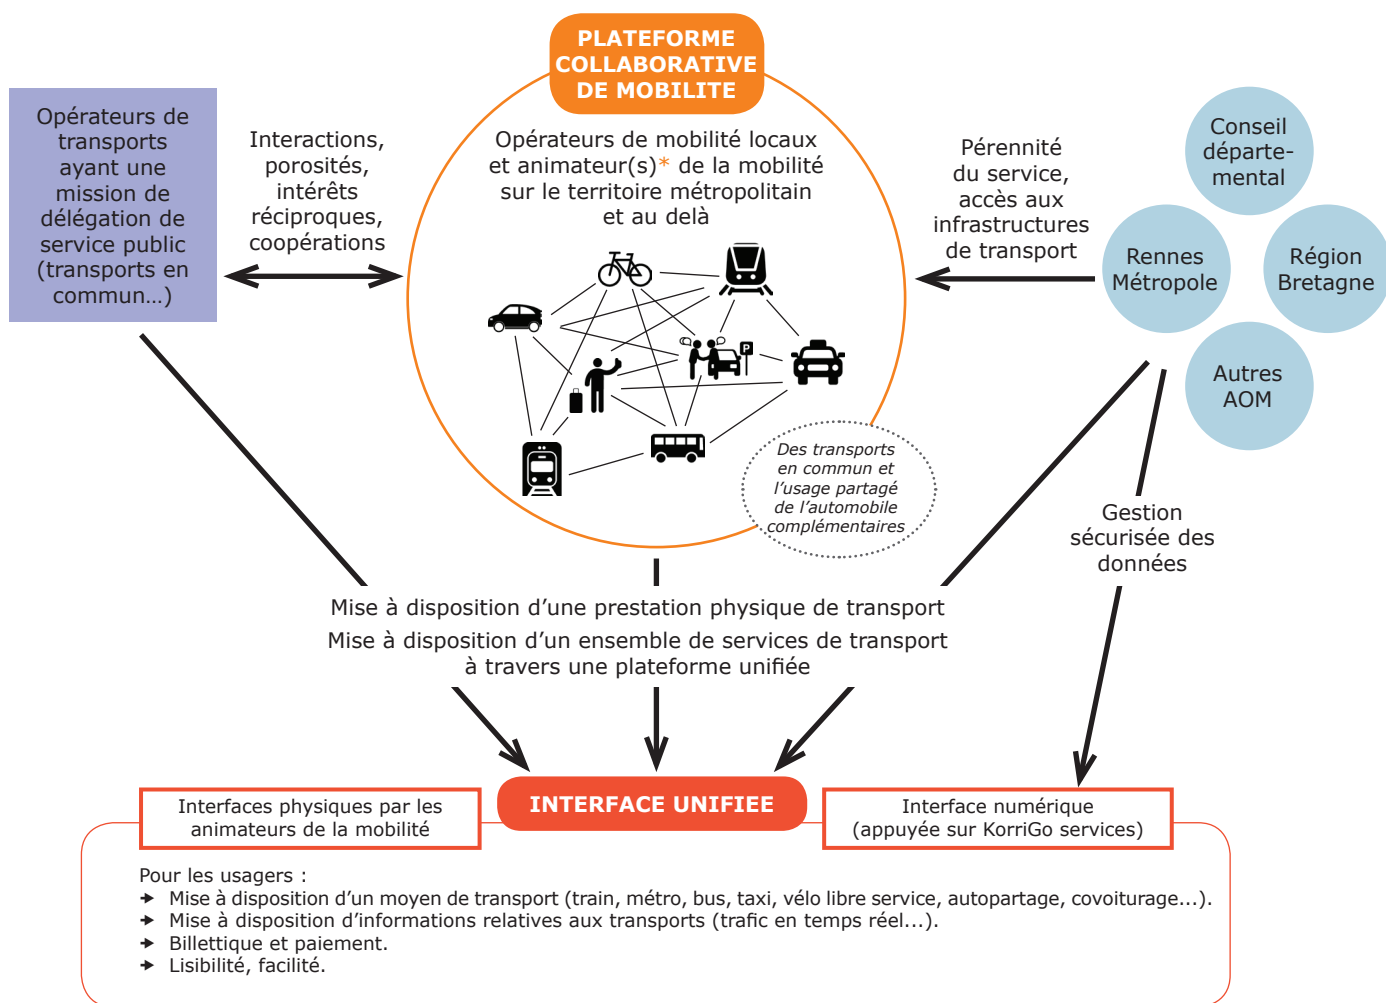 PLATEFORME
COLLABORATIVE
DE MOBILITE
Opérateurs de
transports
ayant une
mission de
délégation de
service public
(transports en
commun…)
Interactions,
porosités,
intérêts
réciproques,
coopérations
Opérateurs de mobilité locaux
et animateur(s)* de la mobilité
sur le territoire métropolitain
et au delà
P
Des transports
en commun et
l’usage partagé
de l’automobile
complémentaires
Pérennité
du service,
accès aux
infrastructures
de transport
Conseil
départe-
mental
Rennes
Métropole
Région
Bretagne
Autres
AOM
Gestion
sécurisée des
données
Mise à disposition d’une prestation physique de transport
Mise à disposition d’un ensemble de services de transport
à travers une plateforme unifiée
INTERFACE UNIFIEE
Interfaces physiques par les
animateurs de la mobilité
Interface numérique
(appuyée sur KorriGo services)
Pour les usagers :
➜ Mise à disposition d’un moyen de transport (train, métro, bus, taxi, vélo libre service, autopartage, covoiturage...).
➜ Mise à disposition d’informations relatives aux transports (trafic en temps réel...).
➜ Billettique et paiement.
➜ Lisibilité, facilité.